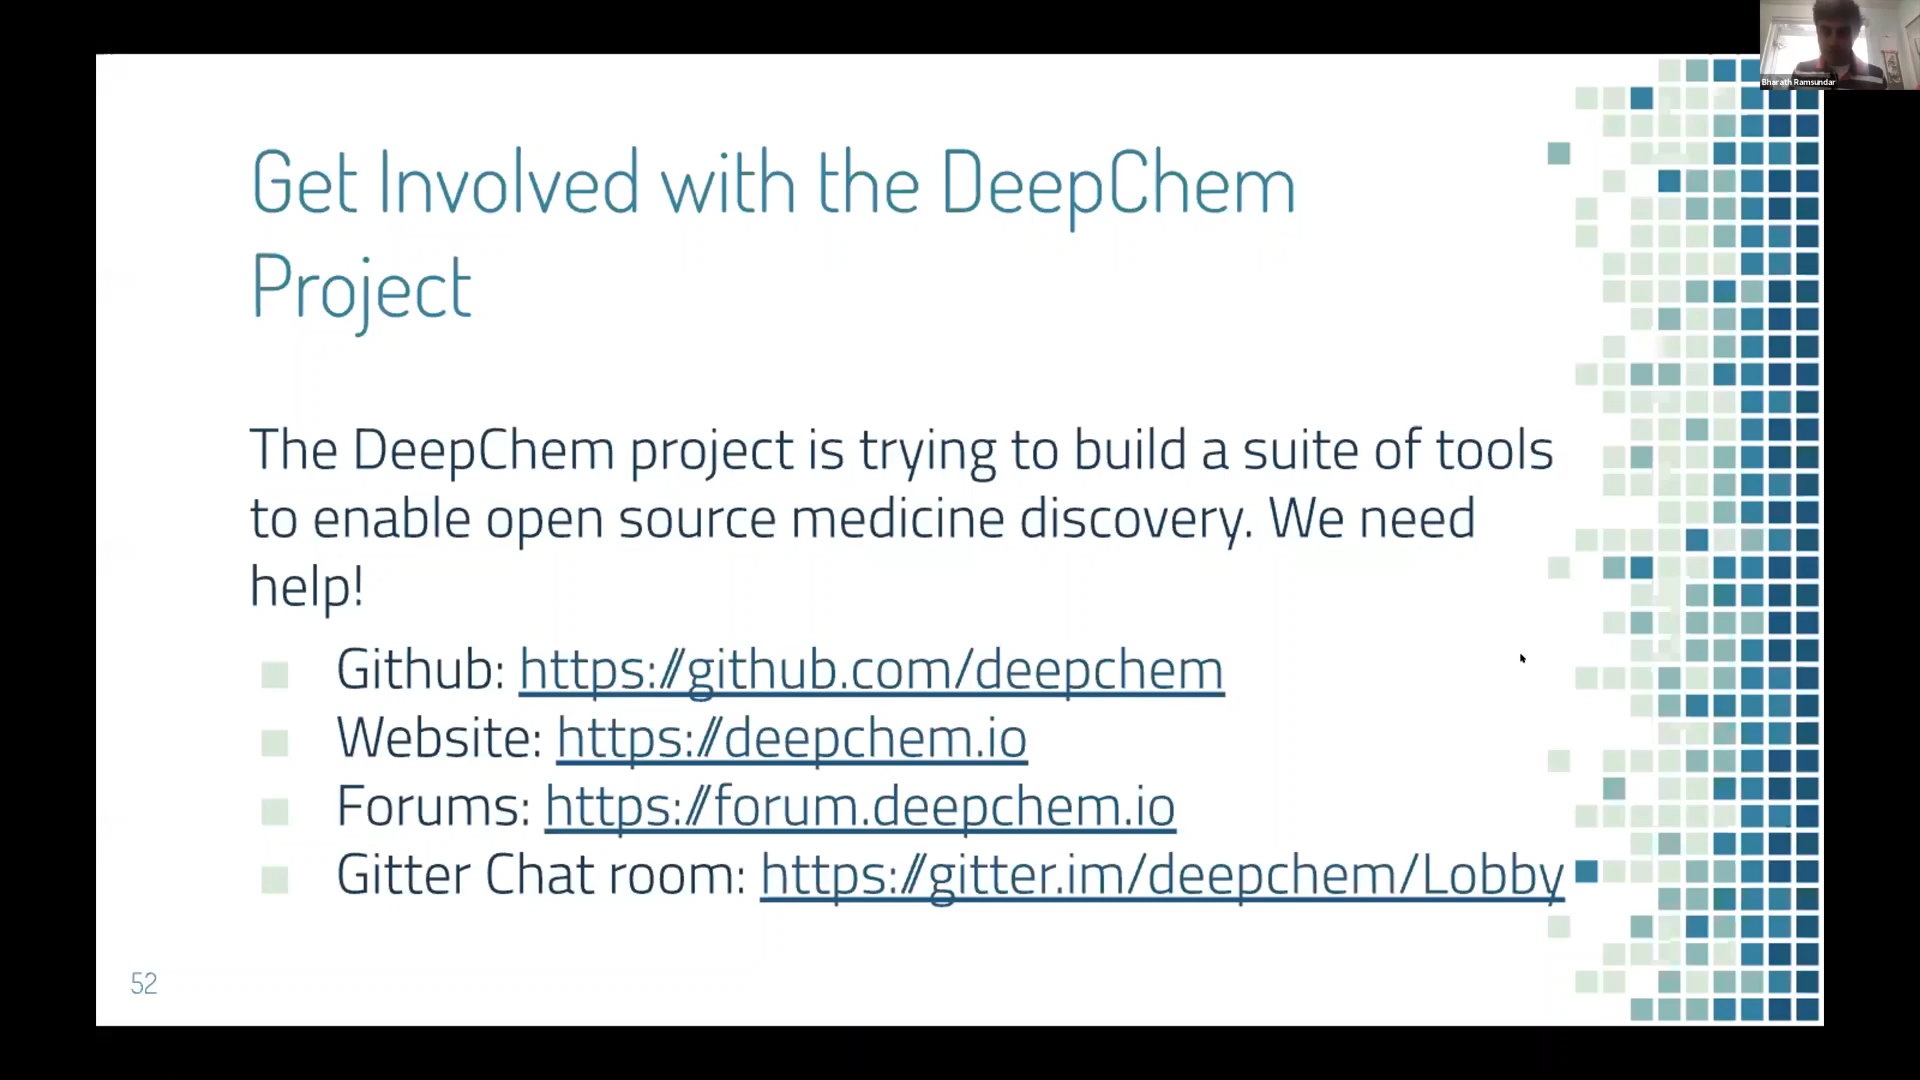 Bharath Ramsundar
Get Involved with the DeepChem
Project
The DeepChem project is trying to build a suite of tools
to enable open source medicine discovery. We need
help!
Github: https://github.com/deepchem
Website: https://deepchem.io
Forums: https://forum.deepchem.io
Gitter Chat room: https://gitter.im/deepchem/Lobby
52